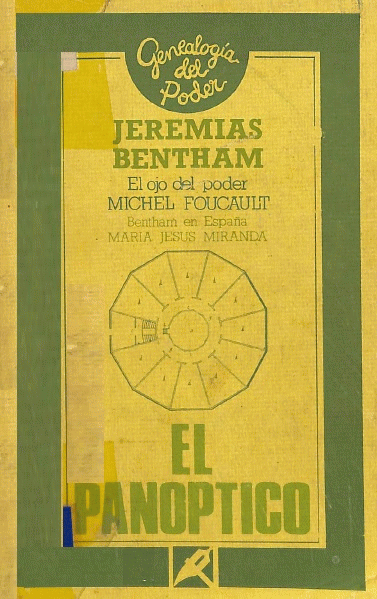 Genealogía
del
Poder
JEREMIAS
BENTHAM
El ojo del poder
MICHEL FOUCAULT
Bentham en España
MARIA JESUS MIRANDA
EL
PANOPTICO